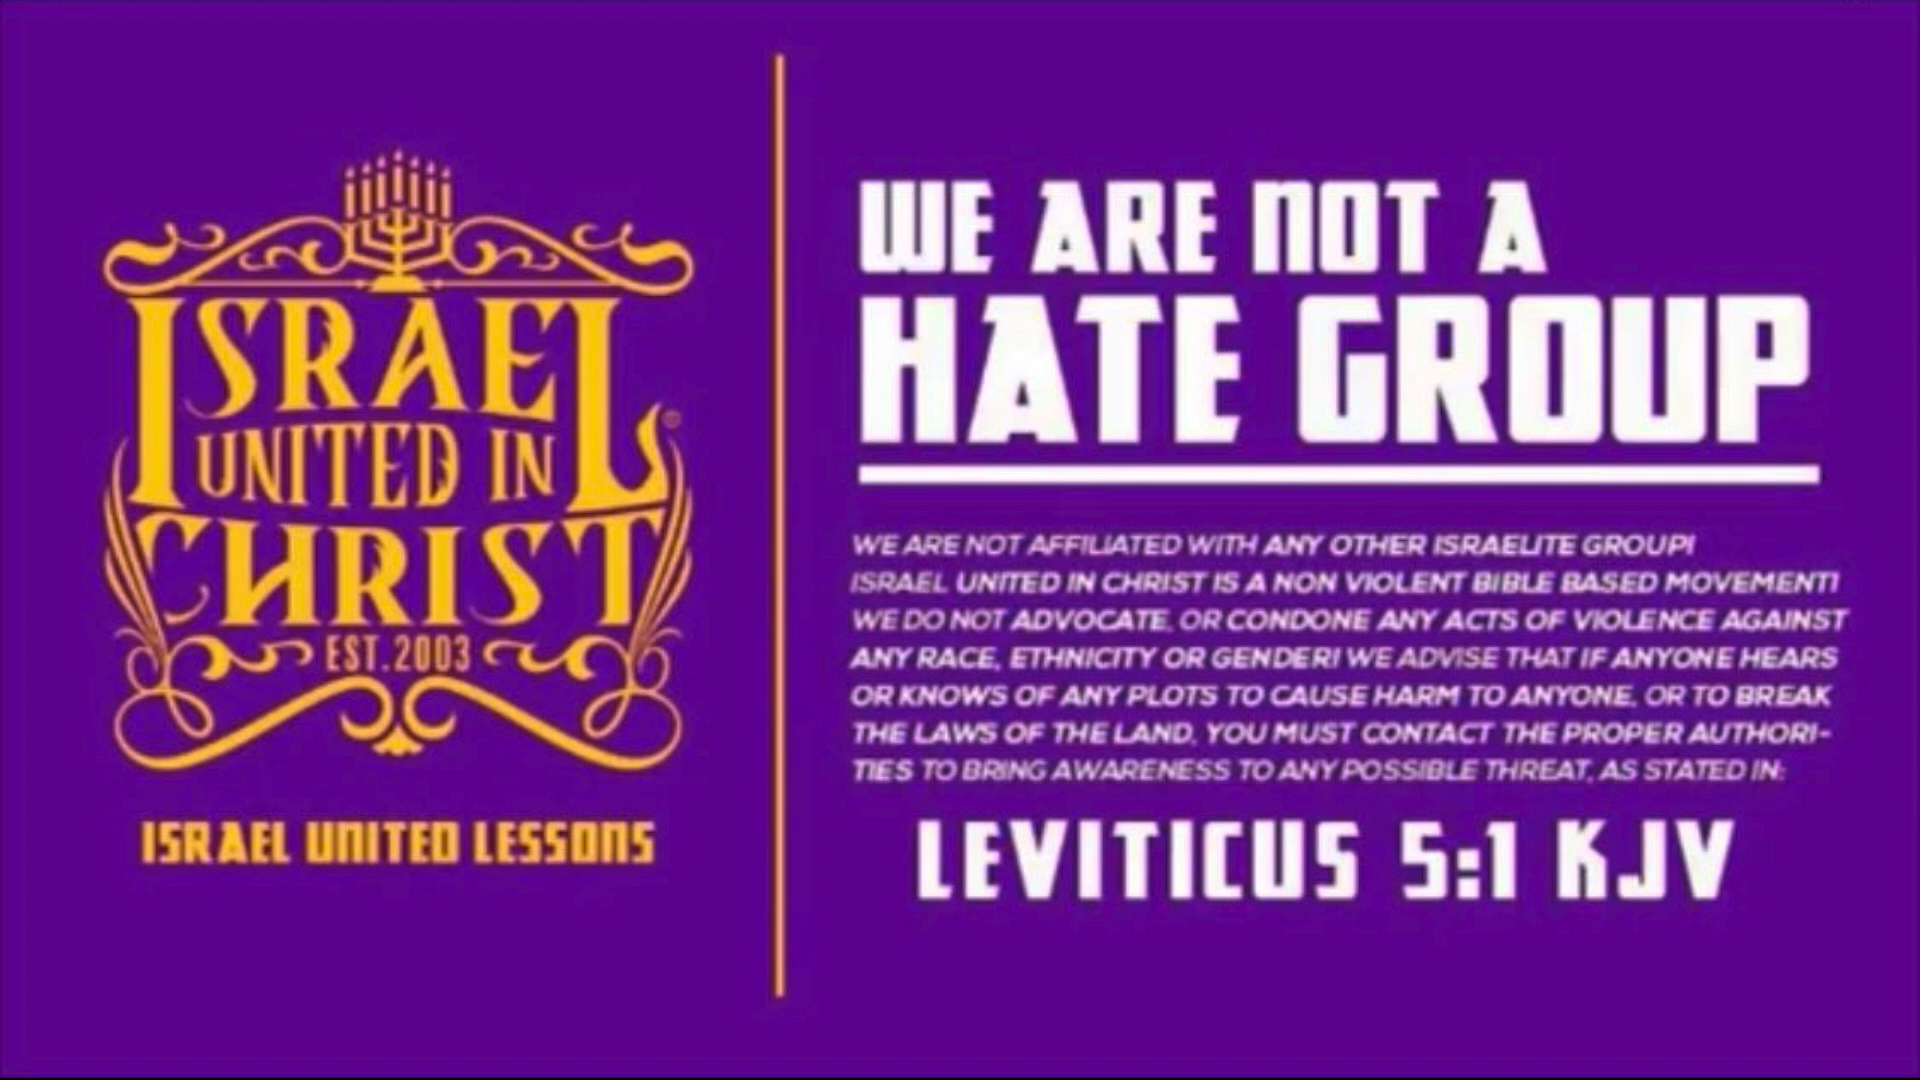 ISRAEL
UNITED IN
CHRIST
EST.2003
ISRAEL UNITED LESSONS
WE ARE NOT A
HATE GROUP
WE ARE NOT AFFILIATED WITH ANY OTHER ISRAELITE GROUP!
ISRAEL UNITED IN CHRIST IS A NON VIOLENT BIBLE BASED MOVEMENT!
WE DO NOT ADVOCATE, OR CONDONE ANY ACTS OF VIOLENCE AGAINST
ANY RACE, ETHNICITY OR GENDER! WE ADVISE THAT IF ANYONE HEARS
OR KNOWS OF ANY PLOTS TO CAUSE HARM TO ANYONE, OR TO BREAK
THE LAWS OF THE LAND, YOU MUST CONTACT THE PROPER AUTHORI-
TIES TO BRING AWARENESS TO ANY POSSIBLE THREAT, AS STATED IN:
LEVITICUS 5:1 KJV